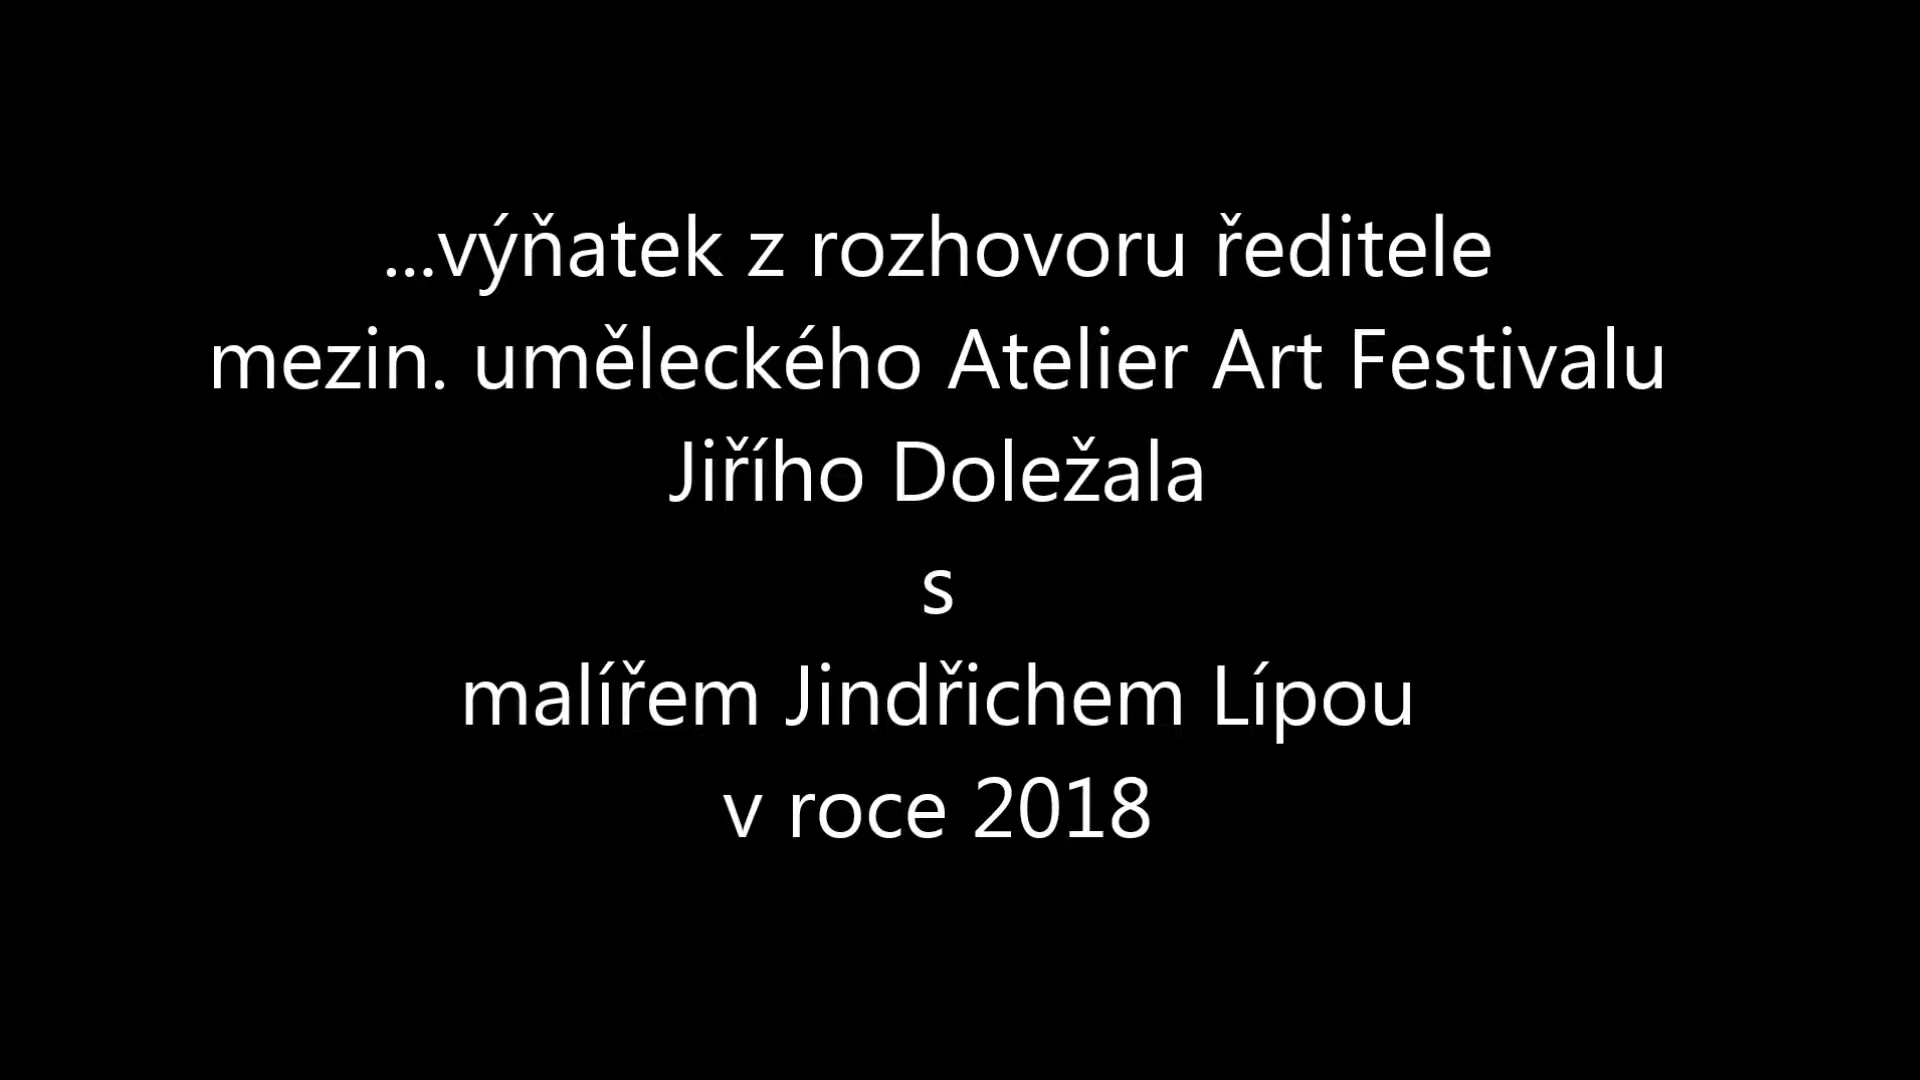 ...výňatek z rozhovoru ředitele
mezin. uměleckého Atelier Art Festivalu
Jiřího Doležala
s
malířem Jindřichem Lípou
v roce 2018